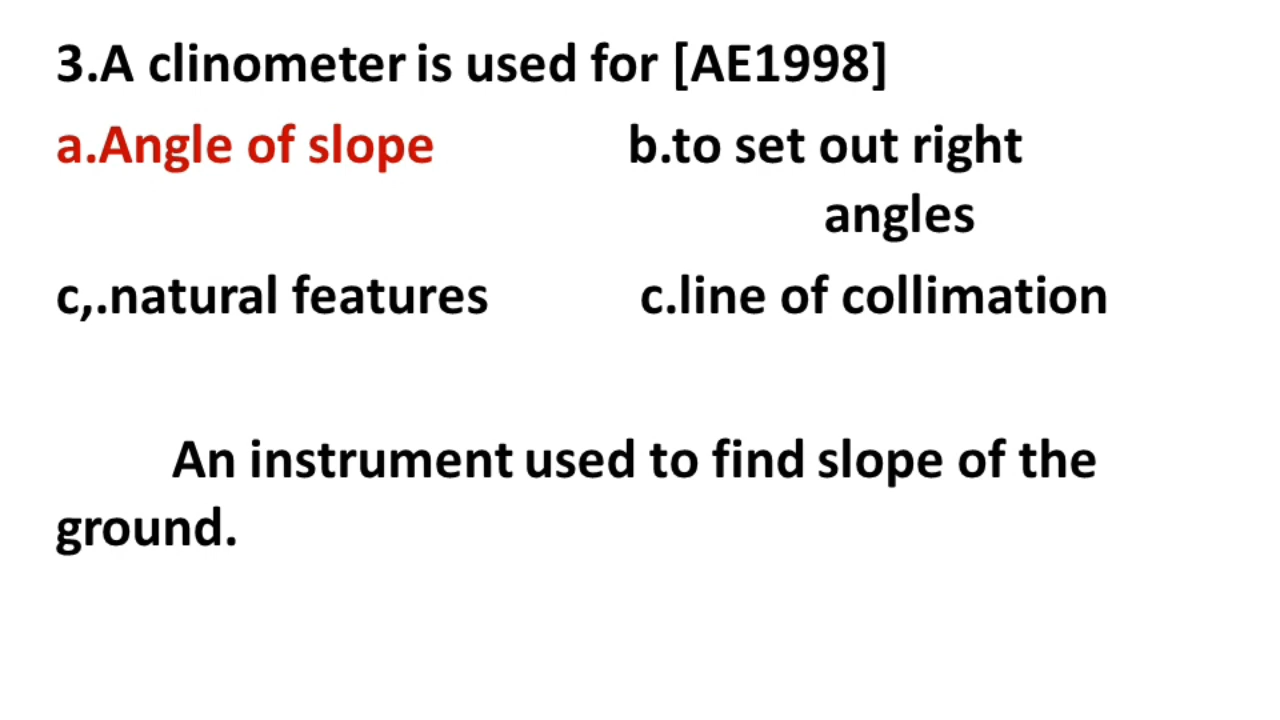 3.A clinometer is used for [AE1998]
a.Angle of slope b.to set out right
angles
c,.natural features c.line of collimation
An instrument used to find slope of the
ground.